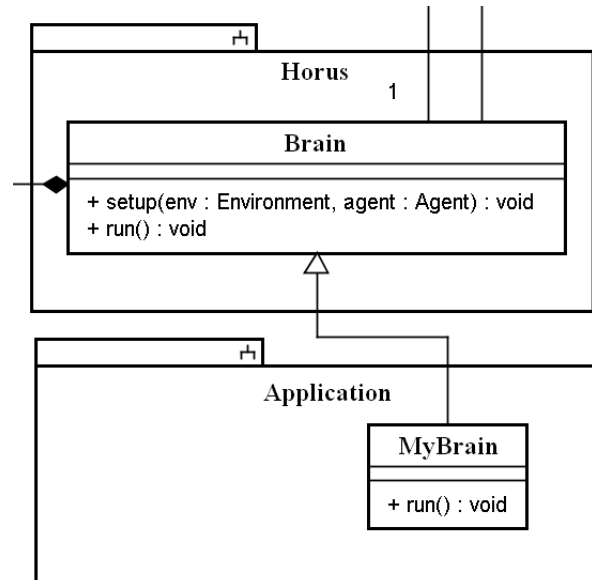 Horus
1
Brain
+ setup(env : Environment, agent : Agent) : void
+ run() : void
Application
MyBrain
+ run() : void